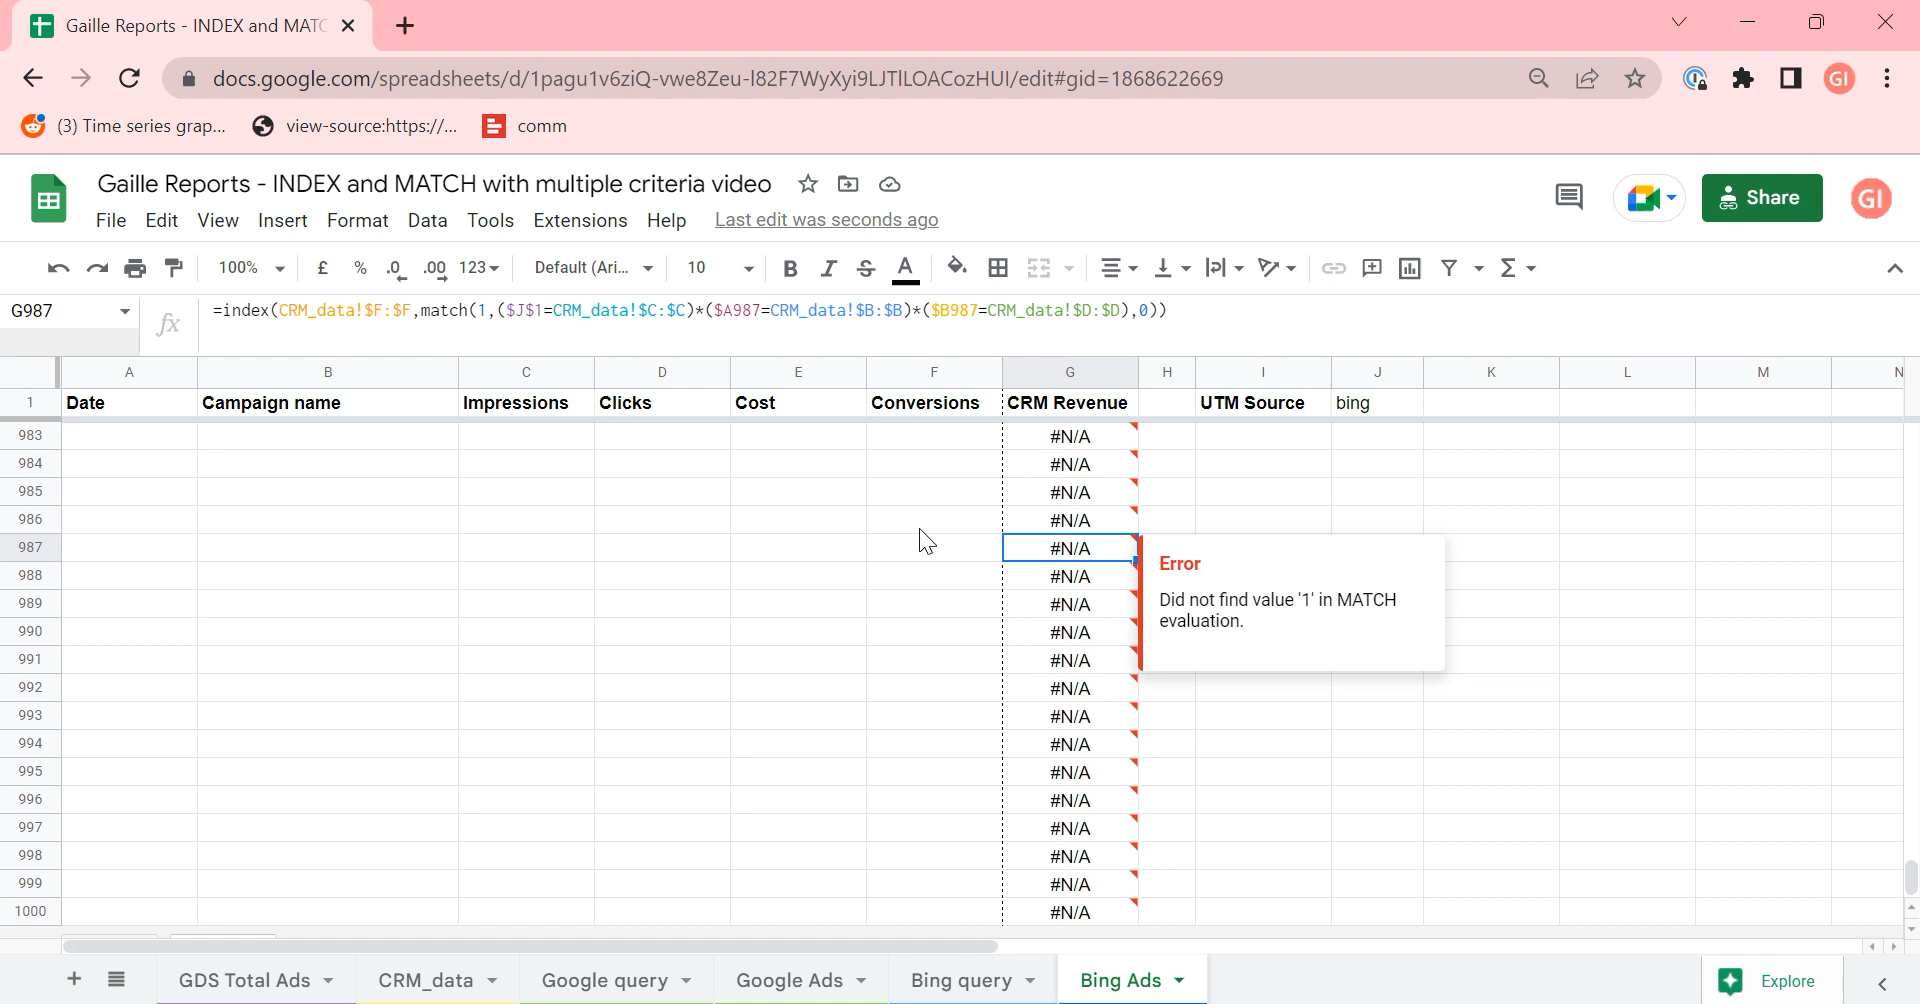 Gaille Reports - INDEX and MATC
docs.google.com/spreadsheets/d/1pagu1v6ziQ-vwe8Zeu-l82F7WyXyi9LJTlLOACozHUI/edit#gid=1868622669
GI
(3) Time series grap...
view-source:https://...
comm
Gaille Reports - INDEX and MATCH with multiple criteria video
Share
GI
File Edit View Insert Format Data Tools Extensions Help Last edit was seconds ago
100% £ % .0 .00 123 Default (Ari... 10 B I S A Σ
G987
fx
=index(CRM_data!$F:$F,match(1,($J$1=CRM_data!$C:$C)*($A987=CRM_data!$B:$B)*($B987=CRM_data!$D:$D),0))
A B C D E F G H I J K L M N
1 Date Campaign name Impressions Clicks Cost Conversions CRM Revenue UTM Source bing
983 #N/A
984 #N/A
985 #N/A
986 #N/A
987 #N/A
Error
Did not find value '1' in MATCH
evaluation.
988 #N/A
989 #N/A
990 #N/A
991 #N/A
992 #N/A
993 #N/A
994 #N/A
995 #N/A
996 #N/A
997 #N/A
998 #N/A
999 #N/A
1000 #N/A
GDS Total Ads CRM_data Google query Google Ads Bing query Bing Ads Explore